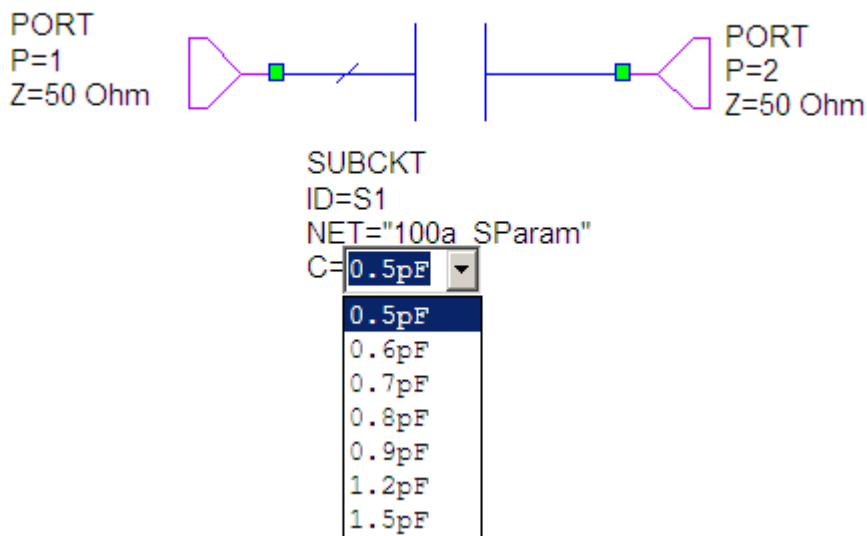 PORT
P=1
Z=50 Ohm
PORT
P=2
Z=50 Ohm
SUBCKT
ID=S1
NET="100a_SParam"
C=0.5pF
0.5pF
0.6pF
0.7pF
0.8pF
0.9pF
1.2pF
1.5pF